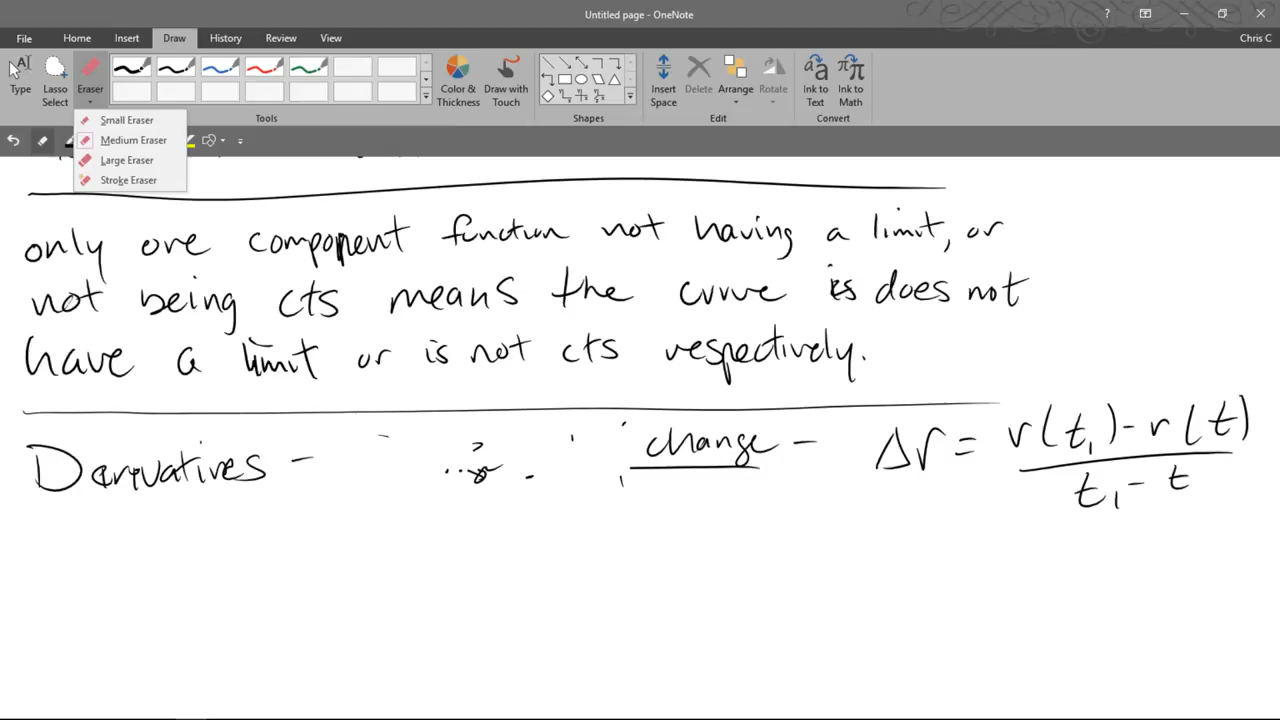 Untitled page - OneNote
?
File Home Insert Draw History Review View
Chris C
Type Lasso Select Eraser
Color & Thickness Draw with Touch
Insert Space Delete Arrange Rotate
Ink to Text Ink to Math
Tools Shapes Edit Convert
Small Eraser
Medium Eraser
Large Eraser
Stroke Eraser
only one component function not having a limit, or
not being cts means the curve is does not
have a limit or is not cts respectively.
Derivatives - change - Δr = r(t₁) - r(t)
t₁ - t